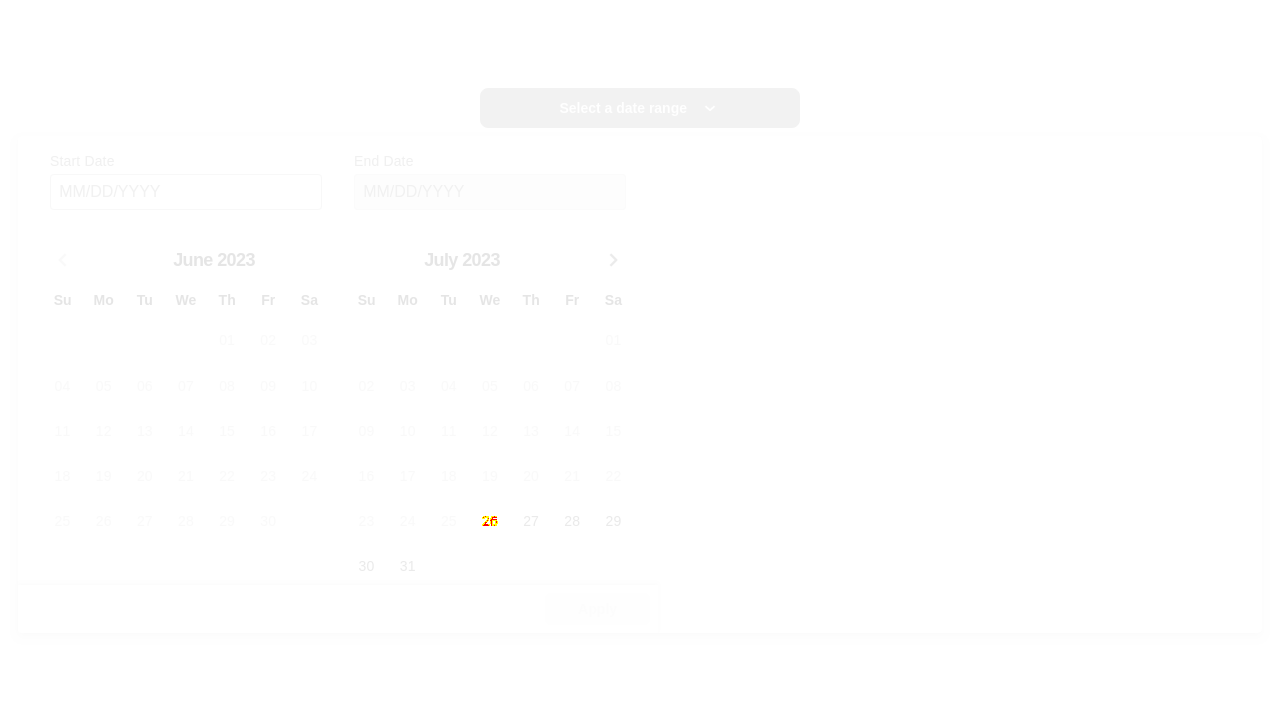 Select a date range
Start Date End Date
MM/DD/YYYY MM/DD/YYYY
June 2023 July 2023
Su Mo Tu We Th Fr Sa Su Mo Tu We Th Fr Sa
01 02 03 01
04 05 06 07 08 09 10 02 03 04 05 06 07 08
11 12 13 14 15 16 17 09 10 11 12 13 14 15
18 19 20 21 22 23 24 16 17 18 19 20 21 22
25 26 27 28 29 30 23 24 25 26 27 28 29
30 31